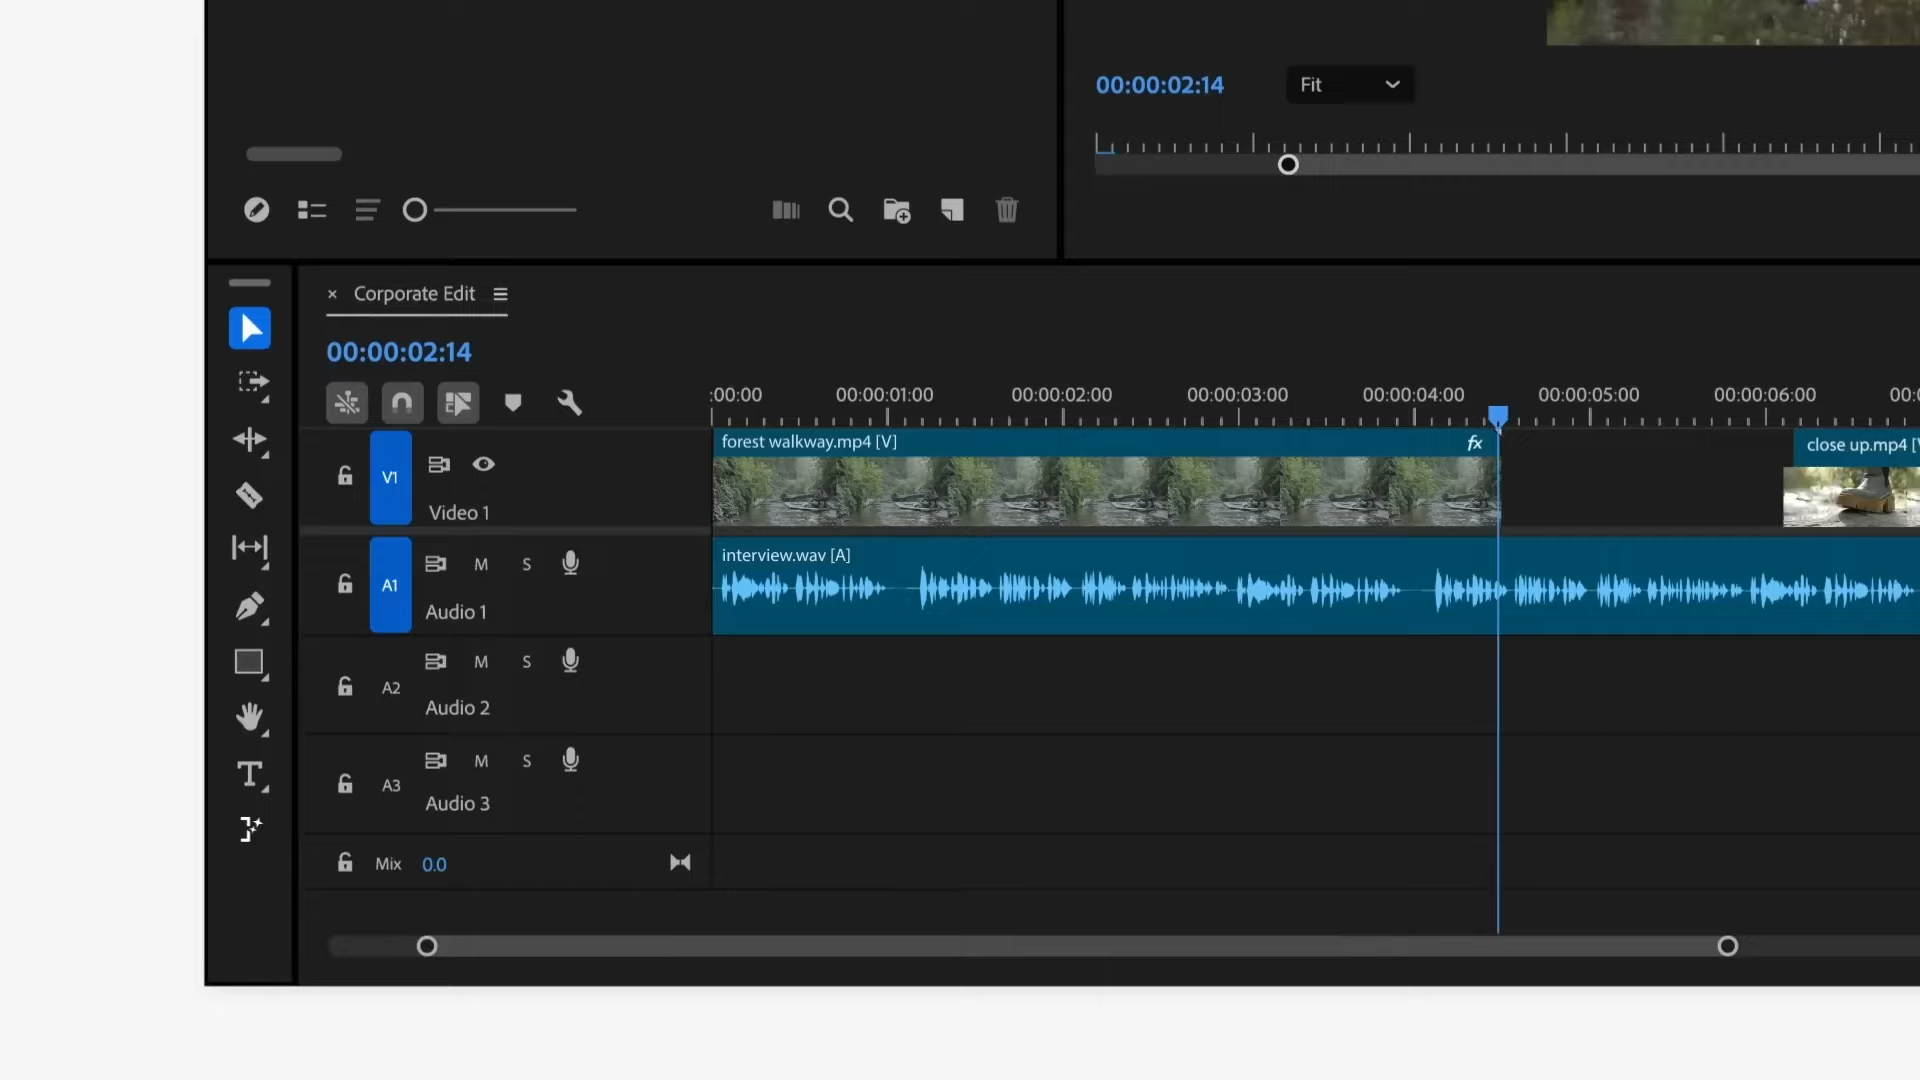 00:00:02:14
Fit
Corporate Edit
00:00:02:14
:00:00 00:00:01:00 00:00:02:00 00:00:03:00 00:00:04:00 00:00:05:00 00:00:06:00 00
forest walkway.mp4 [V] fx
close up.mp4 [V
V1
Video 1
interview.wav [A]
A1 M S
Audio 1
A2 M S
Audio 2
A3 M S
Audio 3
Mix 0.0